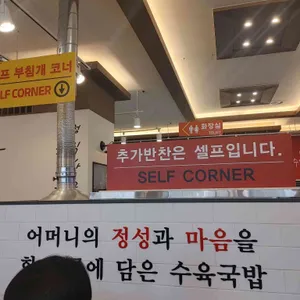 프 부침개 코너
LF CORNER
화장실
추가반찬은 셀프입니다.
SELF CORNER
어머니의 정성과 마음을
에 담은 수육국밥